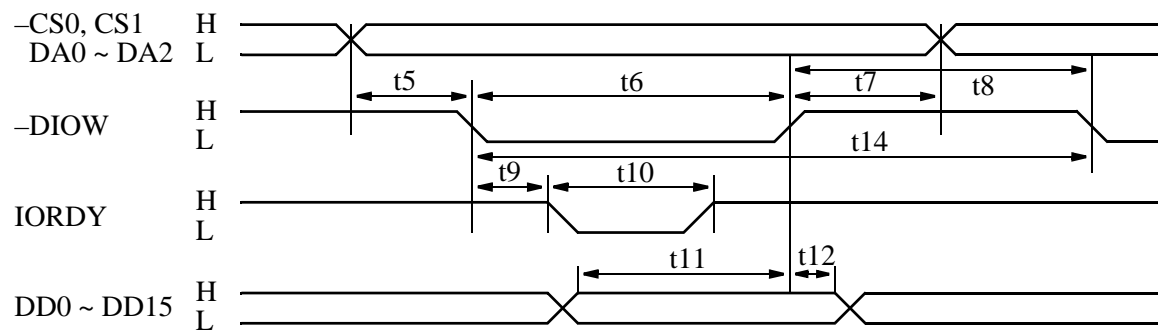 –CS0, CS1 H
DA0 ~ DA2 L
t5 t6 t7 t8
–DIOW H
L
t14
t9 t10
IORDY H
L
t11 t12
DD0 ~ DD15 H
L